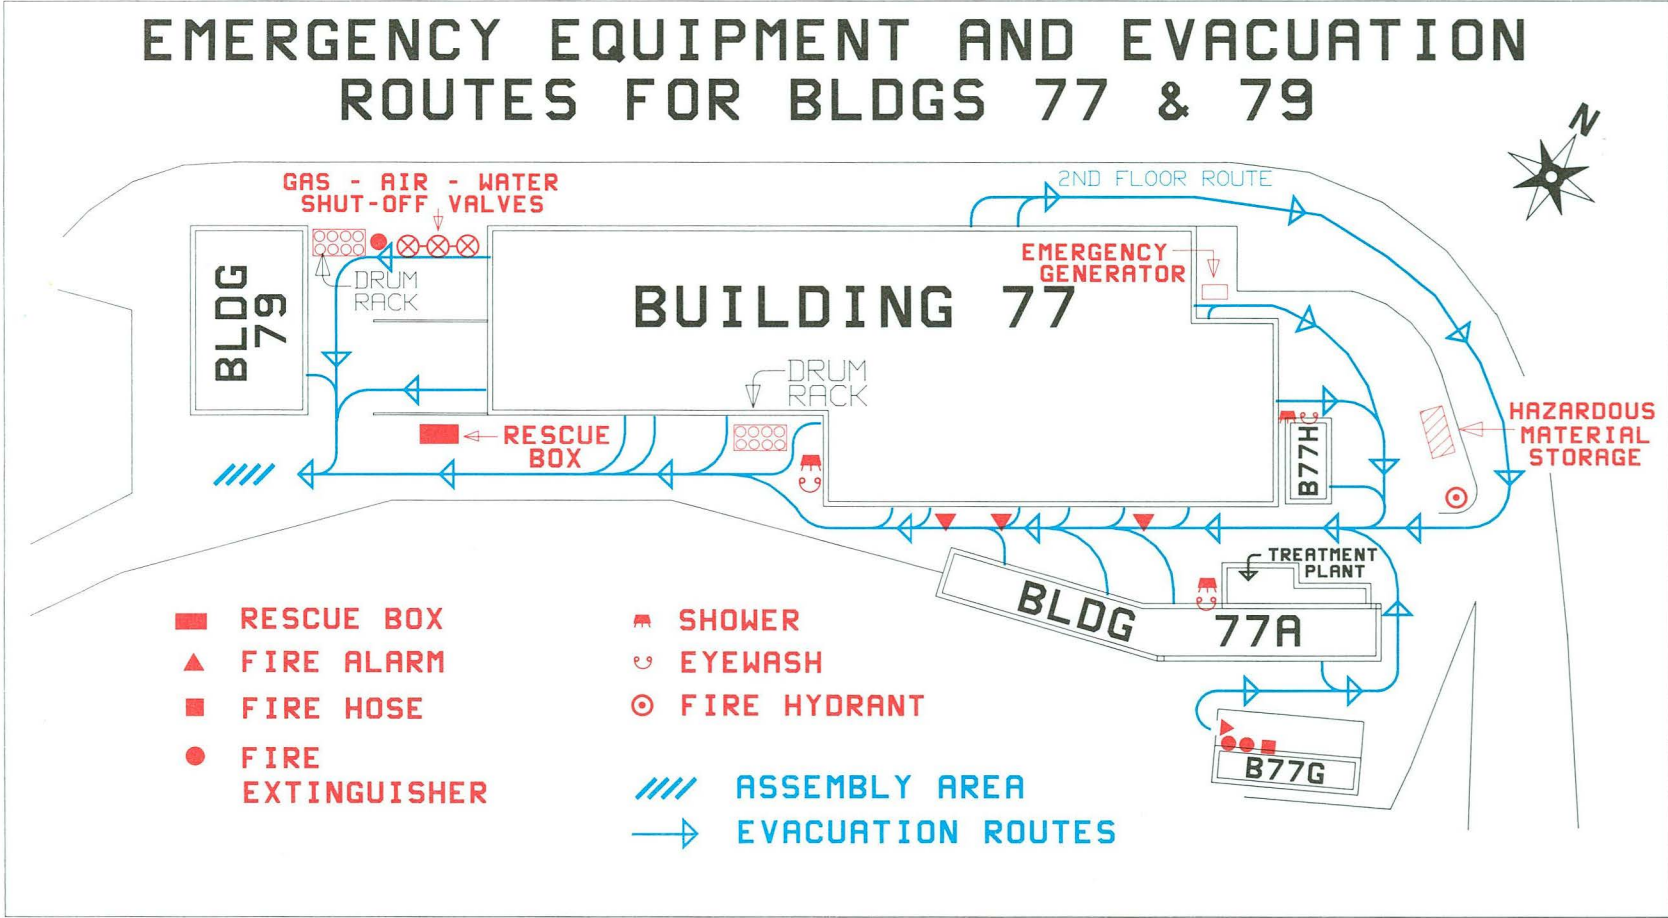 EMERGENCY EQUIPMENT AND EVACUATION
ROUTES FOR BLDGS 77 & 79
N
GAS - AIR - WATER
SHUT-OFF VALVES
2ND FLOOR ROUTE
EMERGENCY
GENERATOR
BLDG
79
DRUM
RACK
BUILDING 77
DRUM
RACK
RESCUE
BOX
B77H
HAZARDOUS
MATERIAL
STORAGE
TREATMENT
PLANT
BLDG
77A
B77G
RESCUE BOX
FIRE ALARM
FIRE HOSE
FIRE
EXTINGUISHER
SHOWER
EYEWASH
FIRE HYDRANT
ASSEMBLY AREA
EVACUATION ROUTES